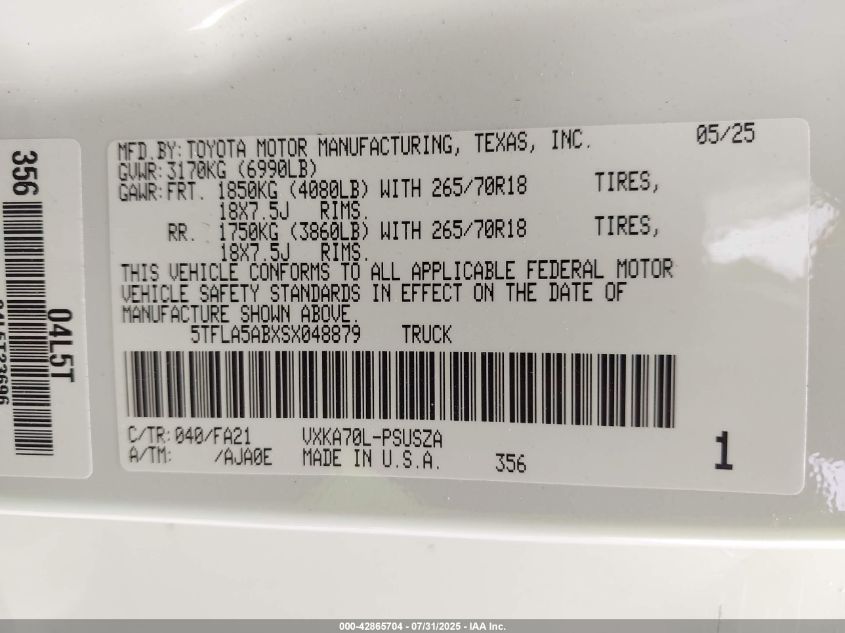 MFD.BY: TOYOTA MOTOR MANUFACTURING, TEXAS, INC. 05/25
GVWR: 3170KG (6990LB)
GAWR: FRT. 1850KG (4080LB) WITH 265/70R18 TIRES,
18X7.5J RIMS.
RR. 1750KG (3860LB) WITH 265/70R18 TIRES,
18X7.5J RIMS.
THIS VEHICLE CONFORMS TO ALL APPLICABLE FEDERAL MOTOR
VEHICLE SAFETY STANDARDS IN EFFECT ON THE DATE OF
MANUFACTURE SHOWN ABOVE.
5TFLA5ABXSX048879 TRUCK
C/TR: 040/FA21 VXKA70L-PSUSZA
A/TM: /AJA0E MADE IN U.S.A. 356 1
356
04L5T
000-42865704 / 07/31/2025 - IAA Inc.